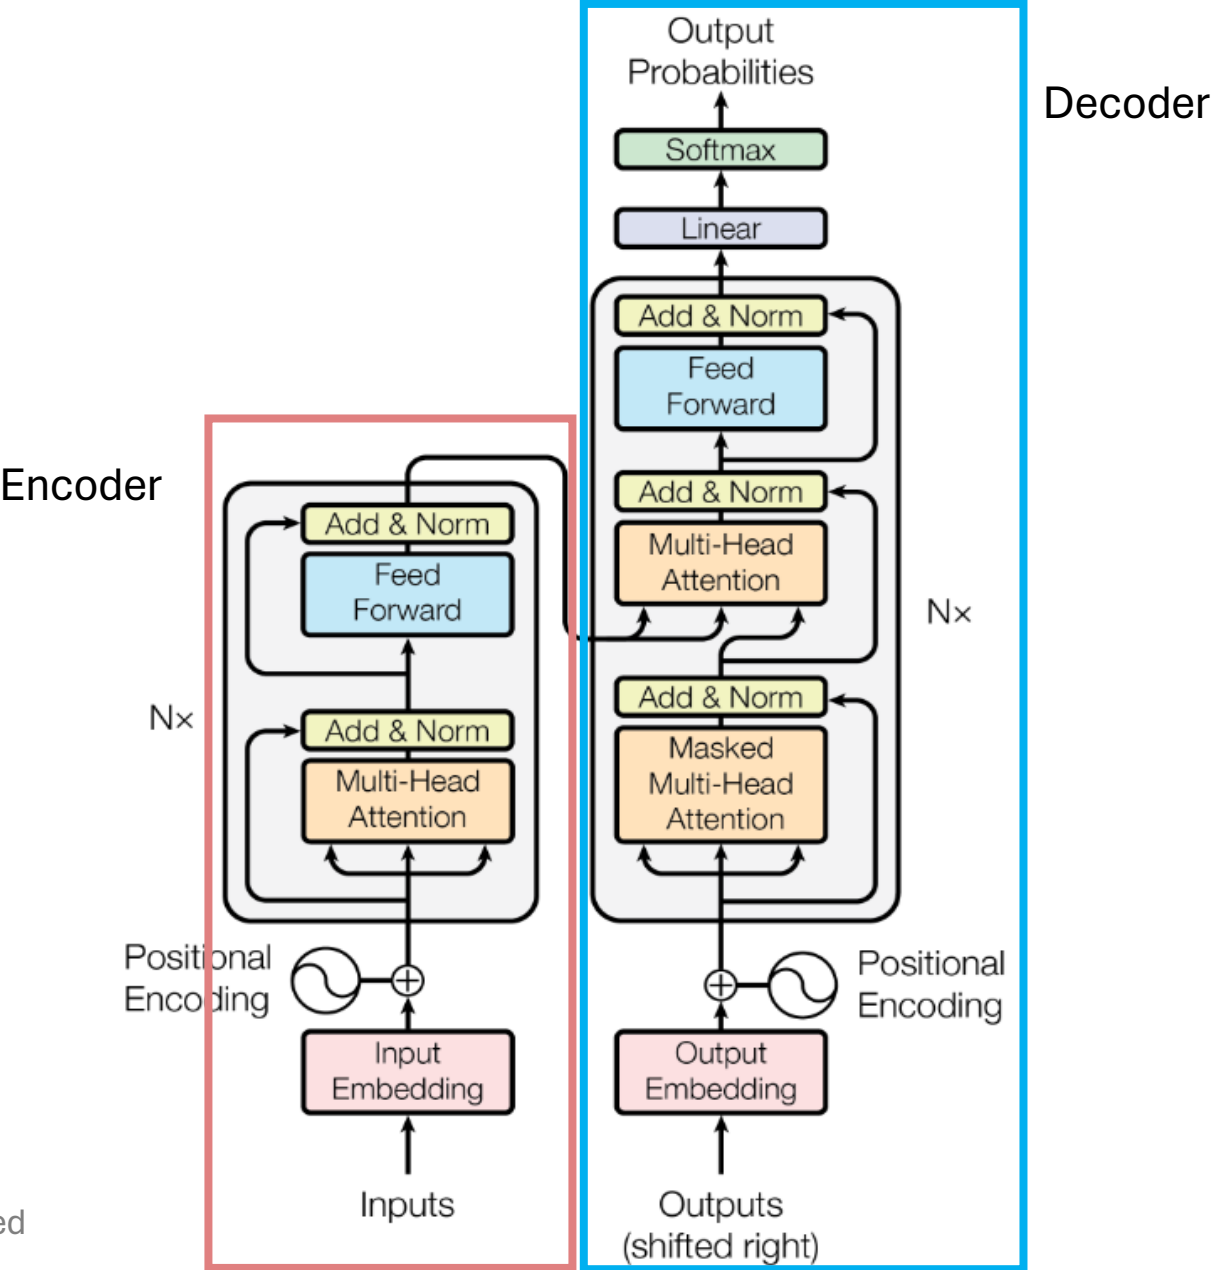 Output
Probabilities
Decoder
Softmax
Linear
Add & Norm
Feed
Forward
Add & Norm
Multi-Head
Attention
Nx
Add & Norm
Masked
Multi-Head
Attention
Positional
Encoding
Output
Embedding
Outputs
(shifted right)
Encoder
Add & Norm
Feed
Forward
Nx
Add & Norm
Multi-Head
Attention
Positional
Encoding
Input
Embedding
Inputs
ed